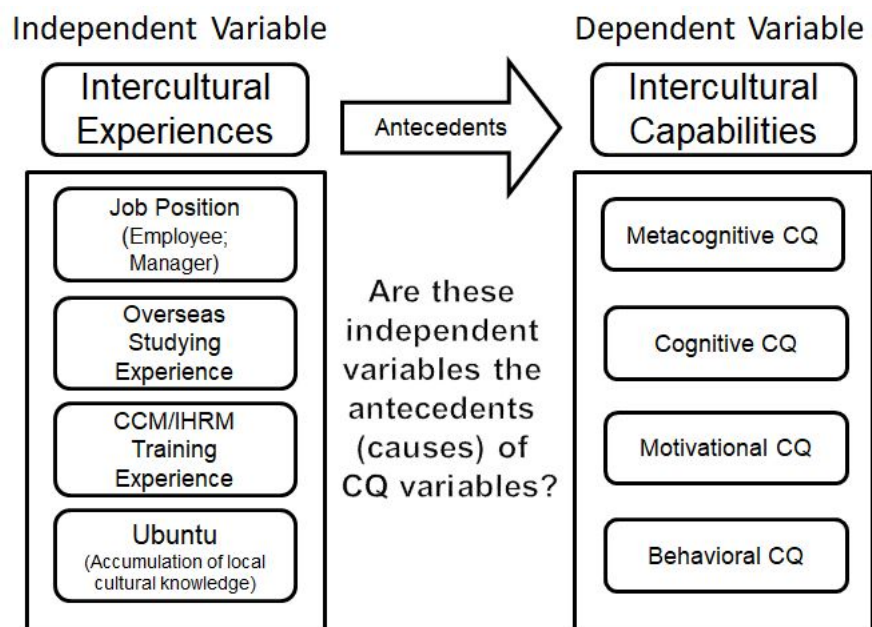 Independent Variable
Intercultural
Experiences
Job Position
(Employee;
Manager)
Overseas
Studying
Experience
CCM/IHRM
Training
Experience
Ubuntu
(Accumulation of local
cultural knowledge)
Antecedents
Are these
independent
variables the
antecedents
(causes) of
CQ variables?
Dependent Variable
Intercultural
Capabilities
Metacognitive CQ
Cognitive CQ
Motivational CQ
Behavioral CQ